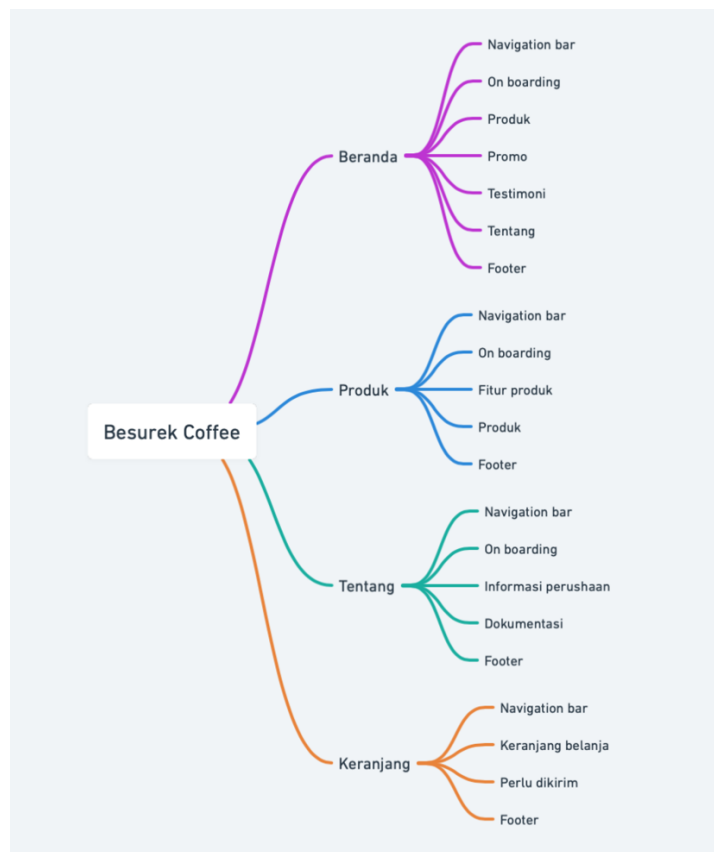 Besurek Coffee
Beranda
Navigation bar
On boarding
Produk
Promo
Testimoni
Tentang
Footer
Produk
Navigation bar
On boarding
Fitur produk
Produk
Footer
Tentang
Navigation bar
On boarding
Informasi perushaan
Dokumentasi
Footer
Keranjang
Navigation bar
Keranjang belanja
Perlu dikirim
Footer